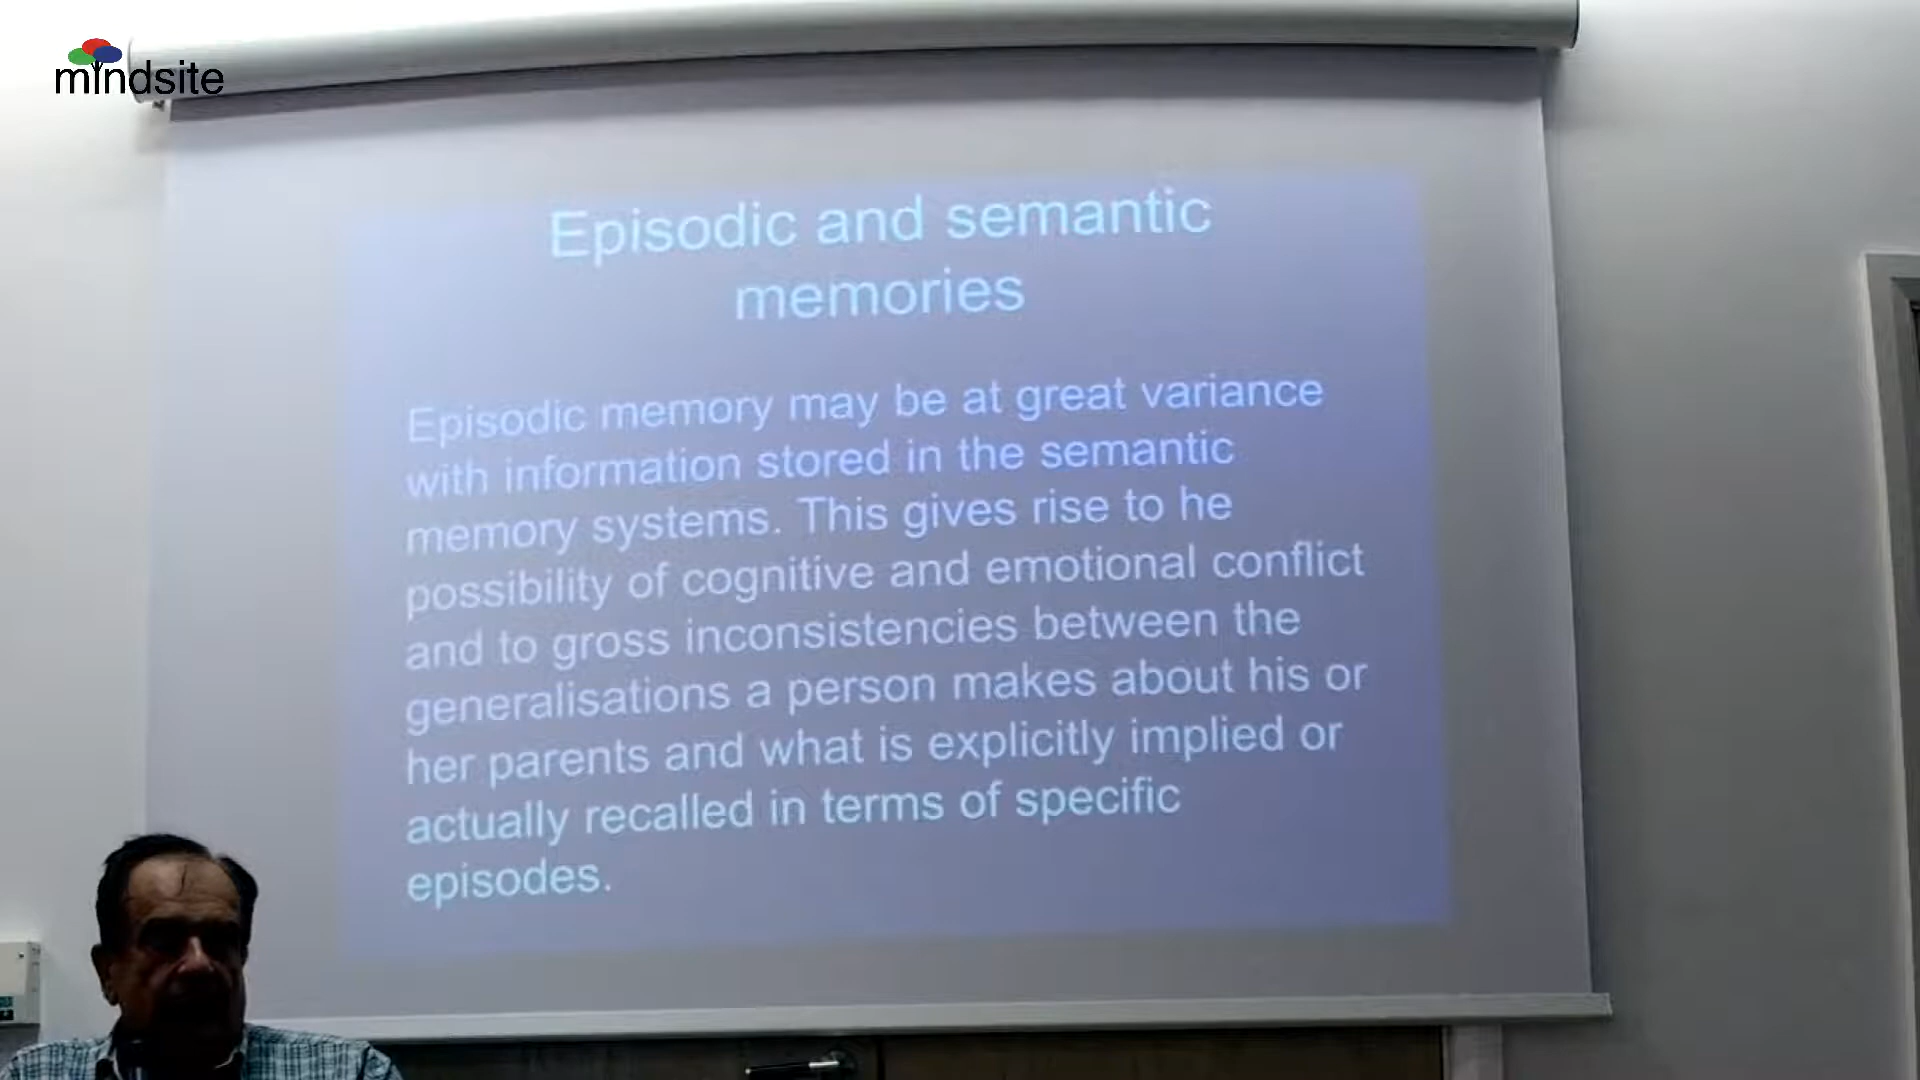 mindsite
Episodic and semantic
memories
Episodic memory may be at great variance
with information stored in the semantic
memory systems. This gives rise to he
possibility of cognitive and emotional conflict
and to gross inconsistencies between the
generalisations a person makes about his or
her parents and what is explicitly implied or
actually recalled in terms of specific
episodes.